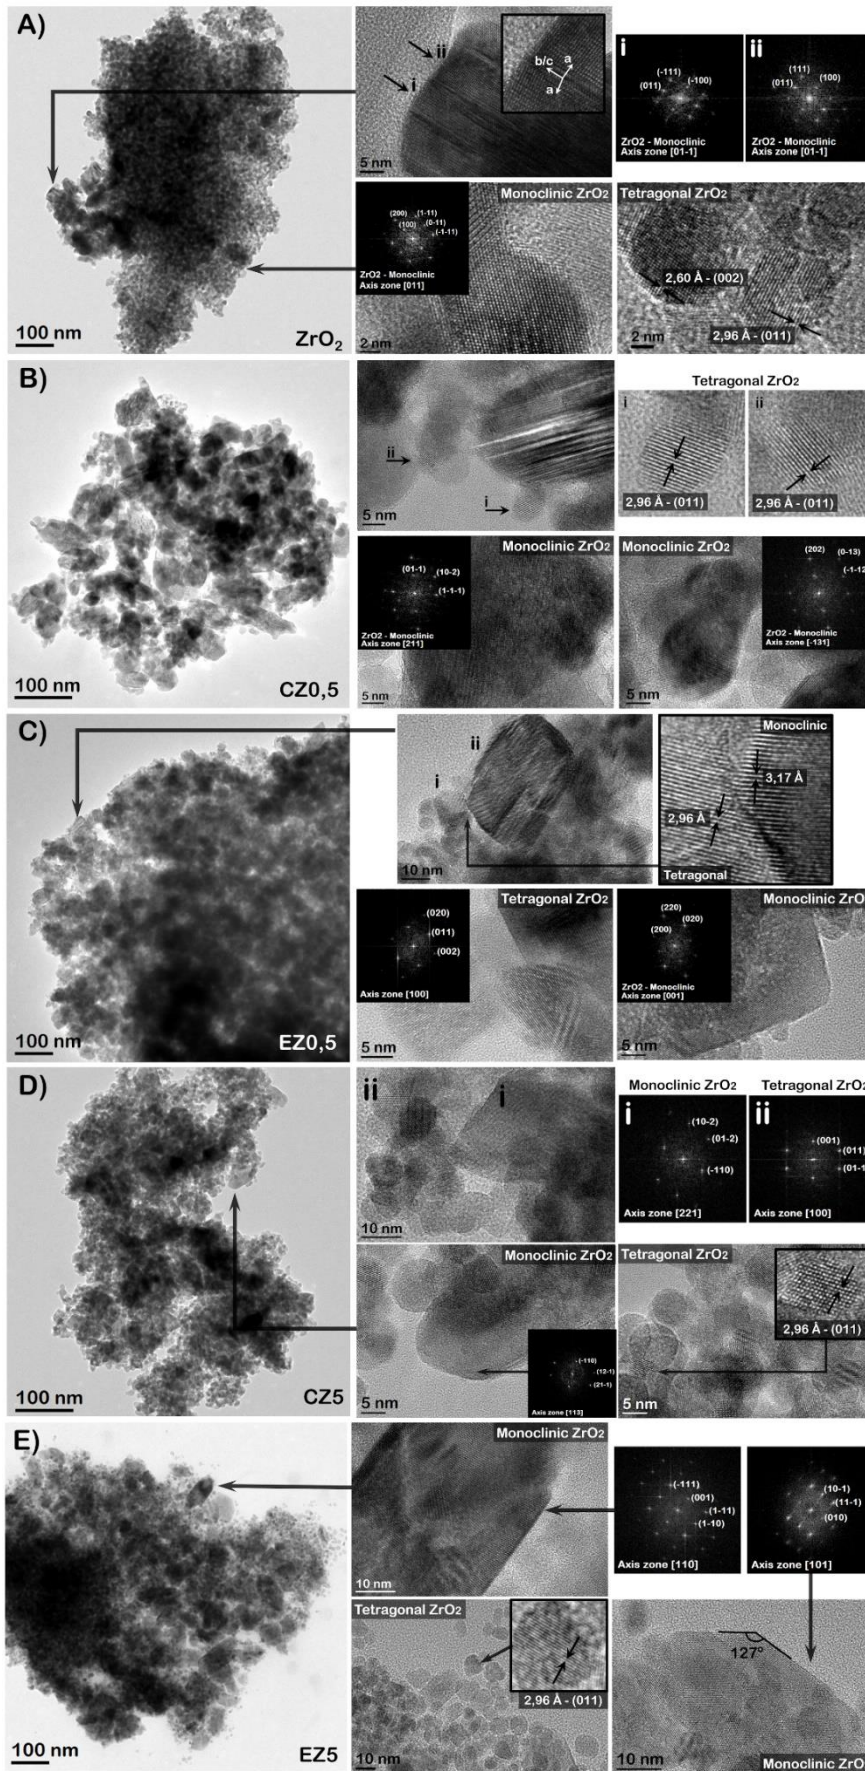 A)
100 nm
ZrO2
i
ii
b/c
a
a
5 nm
i
(-111)
(-100)
(011)
ZrO2 - Monoclinic
Axis zone [01-1]
ii
(111)
(100)
(011)
ZrO2 - Monoclinic
Axis zone [01-1]
Monoclinic ZrO2
(200)
(1-11)
(100)
(0-11)
(-1-11)
ZrO2 - Monoclinic
Axis zone [011]
2 nm
Tetragonal ZrO2
2,60 Å - (002)
2,96 Å - (011)
2 nm
B)
100 nm
CZ0,5
ii
i
5 nm
Tetragonal ZrO2
i
2,96 Å - (011)
ii
2,96 Å - (011)
Monoclinic ZrO2
(01-1)
(10-2)
(1-1-1)
ZrO2 - Monoclinic
Axis zone [211]
5 nm
Monoclinic ZrO2
(202)
(0-13)
(-1-12
ZrO2 - Monoclinic
Axis zone [-131]
5 nm
C)
100 nm
EZ0,5
ii
i
10 nm
Monoclinic
3,17 Å
2,96 Å
Tetragonal
Tetragonal ZrO2
(020)
(011)
(002)
Axis zone [100]
5 nm
Monoclinic ZrO
(220)
(020)
(200)
ZrO2 - Monoclinic
Axis zone [001]
5 nm
D)
100 nm
CZ5
ii
i
10 nm
Monoclinic ZrO2
i
(10-2)
(01-2)
(-110)
Axis zone [221]
Tetragonal ZrO2
ii
(001)
(011)
(01-1
Axis zone [100]
Monoclinic ZrO2
(-110)
(12-1)
(21-1)
Axis zone [113]
5 nm
Tetragonal ZrO2
2,96 Å - (011)
5 nm
E)
100 nm
EZ5
Monoclinic ZrO2
10 nm
(-111)
(001)
(1-11)
(1-10)
Axis zone [110]
(10-1)
(11-1)
(010)
Axis zone [101]
Tetragonal ZrO2
2,96 Å - (011)
10 nm
127°
10 nm
Monoclinic ZrO